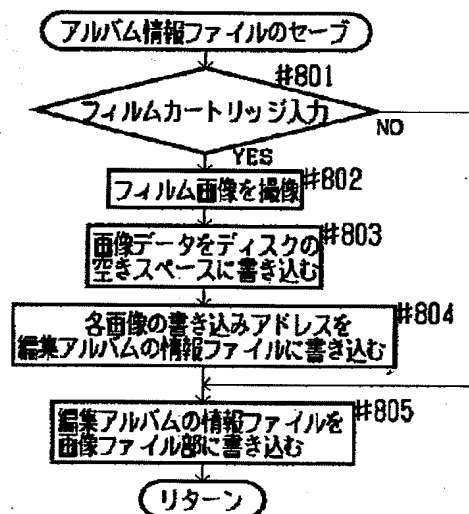 アルバム情報ファイルのセーブ
#801
フィルムカートリッジ入力
NO
YES
フィルム画像を撮像
#802
画像データをディスクの
空きスペースに書き込む
#803
各画像の書き込みアドレスを
編集アルバムの情報ファイルに書き込む
#804
編集アルバムの情報ファイルを
画像ファイル部に書き込む
#805
リターン